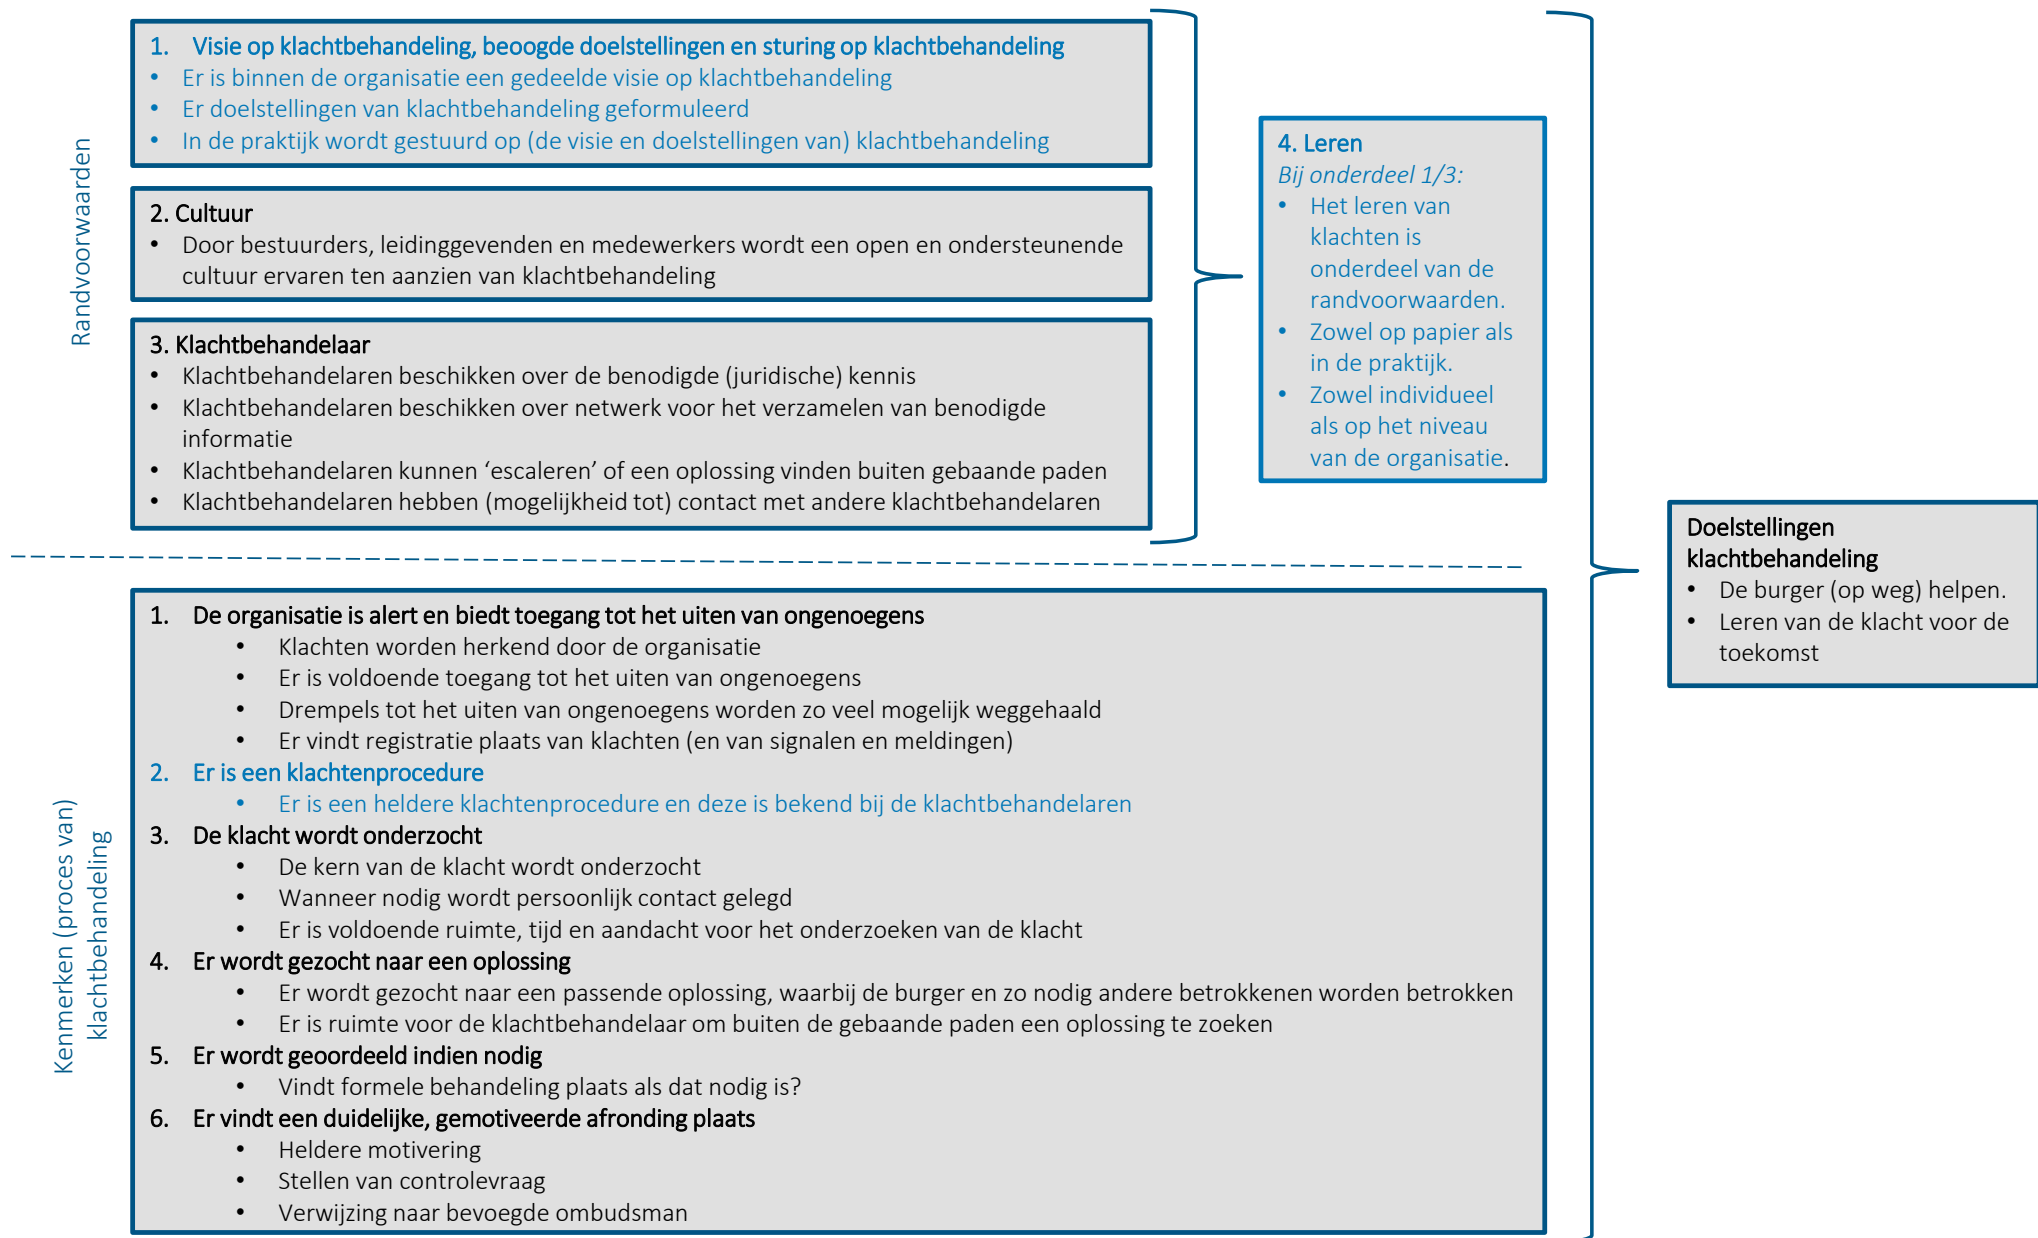 Randvoorwaarden
1. Visie op klachtbehandeling, beoogde doelstellingen en sturing op klachtbehandeling
• Er is binnen de organisatie een gedeelde visie op klachtbehandeling
• Er doelstellingen van klachtbehandeling geformuleerd
• In de praktijk wordt gestuurd op (de visie en doelstellingen van) klachtbehandeling
2. Cultuur
• Door bestuurders, leidinggevenden en medewerkers wordt een open en ondersteunende
cultuur ervaren ten aanzien van klachtbehandeling
3. Klachtbehandelaar
• Klachtbehandelaren beschikken over de benodigde (juridische) kennis
• Klachtbehandelaren beschikken over netwerk voor het verzamelen van benodigde
informatie
• Klachtbehandelaren kunnen ‘escaleren’ of een oplossing vinden buiten gebaande paden
• Klachtbehandelaren hebben (mogelijkheid tot) contact met andere klachtbehandelaren
4. Leren
Bij onderdeel 1/3:
• Het leren van
klachten is
onderdeel van de
randvoorwaarden.
• Zowel op papier als
in de praktijk.
• Zowel individueel
als op het niveau
van de organisatie.
Kenmerken (proces van)
klachtbehandeling
1. De organisatie is alert en biedt toegang tot het uiten van ongenoegens
• Klachten worden herkend door de organisatie
• Er is voldoende toegang tot het uiten van ongenoegens
• Drempels tot het uiten van ongenoegens worden zo veel mogelijk weggehaald
• Er vindt registratie plaats van klachten (en van signalen en meldingen)
2. Er is een klachtenprocedure
• Er is een heldere klachtenprocedure en deze is bekend bij de klachtbehandelaren
3. De klacht wordt onderzocht
• De kern van de klacht wordt onderzocht
• Wanneer nodig wordt persoonlijk contact gelegd
• Er is voldoende ruimte, tijd en aandacht voor het onderzoeken van de klacht
4. Er wordt gezocht naar een oplossing
• Er wordt gezocht naar een passende oplossing, waarbij de burger en zo nodig andere betrokkenen worden betrokken
• Er is ruimte voor de klachtbehandelaar om buiten de gebaande paden een oplossing te zoeken
5. Er wordt geoordeeld indien nodig
• Vindt formele behandeling plaats als dat nodig is?
6. Er vindt een duidelijke, gemotiveerde afronding plaats
• Heldere motivering
• Stellen van controlevraag
• Verwijzing naar bevoegde ombudsman
Doelstellingen
klachtbehandeling
• De burger (op weg) helpen.
• Leren van de klacht voor de
toekomst